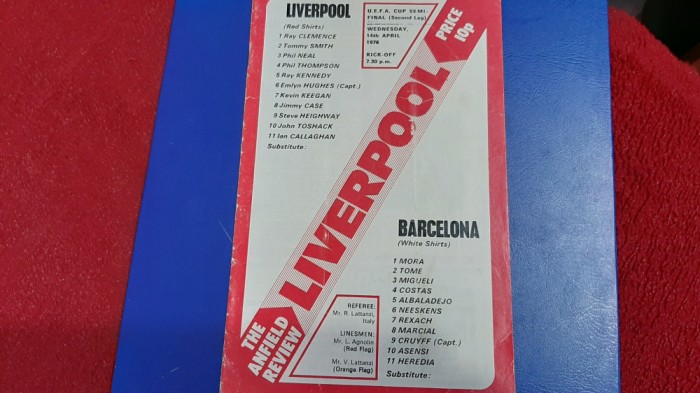 LIVERPOOL
(Red Shirts)
1 Ray CLEMENCE
2 Tommy SMITH
3 Phil NEAL
4 Phil THOMPSON
5 Ray KENNEDY
6 Emlyn HUGHES (Capt.)
7 Kevin KEEGAN
8 Jimmy CASE
9 Steve HEIGHWAY
10 John TOSHACK
11 Ian CALLAGHAN
Substitute:
U.E.F.A. CUP SEMI-
FINAL (Second Leg)
WEDNESDAY,
14th APRIL
1976
KICK-OFF
7.30 p.m.
PRICE
10p
LIVERPOOL
THE
ANFIELD
REVIEW
BARCELONA
(White Shirts)
1 MORA
2 TOME
3 MIGUELI
4 COSTAS
5 ALBALADEJO
6 NEESKENS
7 REXACH
8 MARCIAL
9 CRUYFF (Capt.)
10 ASENSI
11 HEREDIA
Substitute:
REFEREE:
Mr. R. Lattanzi,
Italy
LINESMEN:
Mr. L. Agnolin
(Red Flag)
Mr. V. Lattanzi
(Orange Flag)